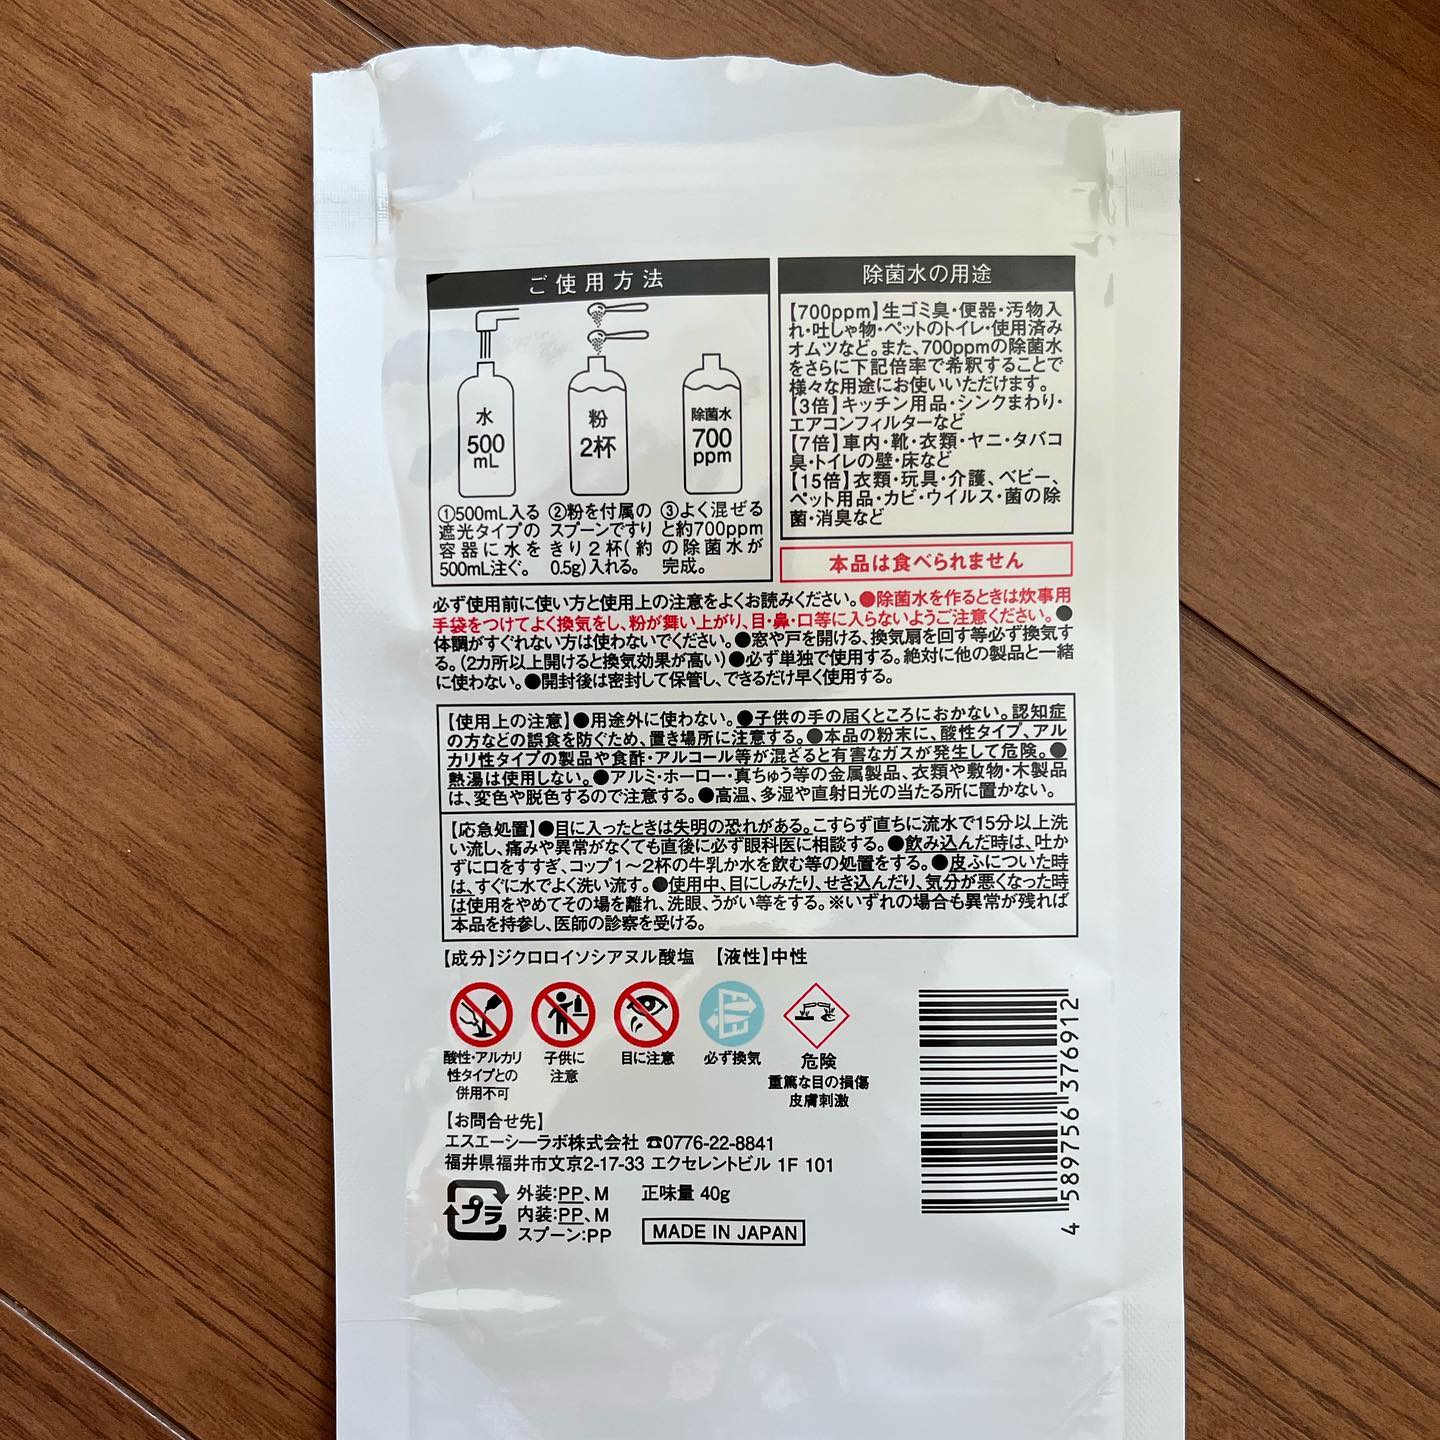 ご使用方法
水
500
mL
粉
2杯
除菌水
700
ppm
①500mL入る
遮光タイプの
容器に水を
500mL注ぐ。
②粉を付属の
スプーンですり
きり2杯(約
0.5g)入れる。
③よく混ぜる
と約700ppm
の除菌水が
完成。
除菌水の用途
【700ppm】生ゴミ臭・便器・汚物入
れ・吐しゃ物・ペットのトイレ・使用済み
オムツなど。また、700ppmの除菌水
をさらに下記倍率で希釈することで
様々な用途にお使いいただけます。
【3倍】キッチン用品・シンクまわり・
エアコンフィルターなど
【7倍】車内・靴・衣類・ヤニ・タバコ
臭・トイレの壁・床など
【15倍】衣類・玩具・介護、ベビー、
ペット用品・カビ・ウイルス・菌の除
菌・消臭など
本品は食べられません
必ず使用前に使い方と使用上の注意をよくお読みください。●除菌水を作るときは炊事用
手袋をつけてよく換気をし、粉が舞い上がり、目・鼻・口等に入らないようご注意ください。●
体調がすぐれない方は使わないでください。●窓や戸を開ける、換気扇を回す等必ず換気す
る。(2カ所以上開けると換気効果が高い)●必ず単独で使用する。絶対に他の製品と一緒
に使わない。●開封後は密封して保管し、できるだけ早く使用する。
【使用上の注意】●用途外に使わない。●子供の手の届くところにおかない。認知症
の方などの誤食を防ぐため、置き場所に注意する。●本品の粉末に、酸性タイプ、アル
カリ性タイプの製品や食酢・アルコール等が混ざると有害なガスが発生して危険。●
熱湯は使用しない。●アルミ・ホーロー・真ちゅう等の金属製品、衣類や敷物・木製品
は、変色や脱色するので注意する。●高温、多湿や直射日光の当たる所に置かない。
【応急処置】●目に入ったときは失明の恐れがある。こすらず直ちに流水で15分以上洗
い流し、痛みや異常がなくても直後に必ず眼科医に相談する。●飲み込んだ時は、吐か
ずに口をすすぎ、コップ1〜2杯の牛乳か水を飲む等の処置をする。●皮ふについた時
は、すぐに水でよく洗い流す。●使用中、目にしみたり、せき込んだり、気分が悪くなった時
は使用をやめてその場を離れ、洗眼、うがい等をする。※いずれの場合も異常が残れば
本品を持参し、医師の診察を受ける。
【成分】ジクロロイソシアヌル酸塩 【液性】中性
酸性・アルカリ
性タイプとの
併用不可
子供に
注意
目に注意
必ず換気
危険
重篤な目の損傷
皮膚刺激
【お問合せ先】
エスエーシーラボ株式会社 ☎0776-22-8841
福井県福井市文京2-17-33 エクセレントビル 1F 101
プラ
外装:PP、M
内装:PP、M
スプーン:PP
正味量 40g
MADE IN JAPAN
4 589756 376912